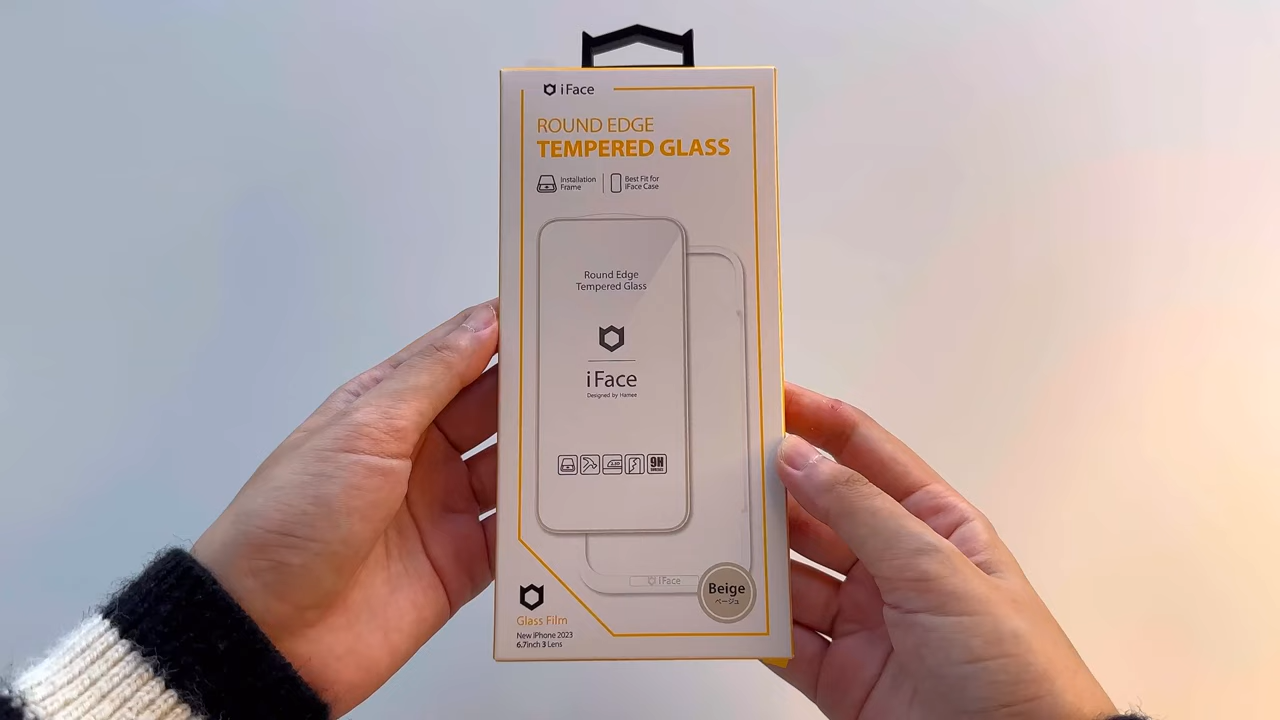 iFace
ROUND EDGE
TEMPERED GLASS
Installation
Frame
Best Fit for
iFace Case
Round Edge
Tempered Glass
iFace
Designed by Hamee
9H
iFace
Beige
ベージュ
Glass Film
New iPhone 2023
6.7inch 3 Lens